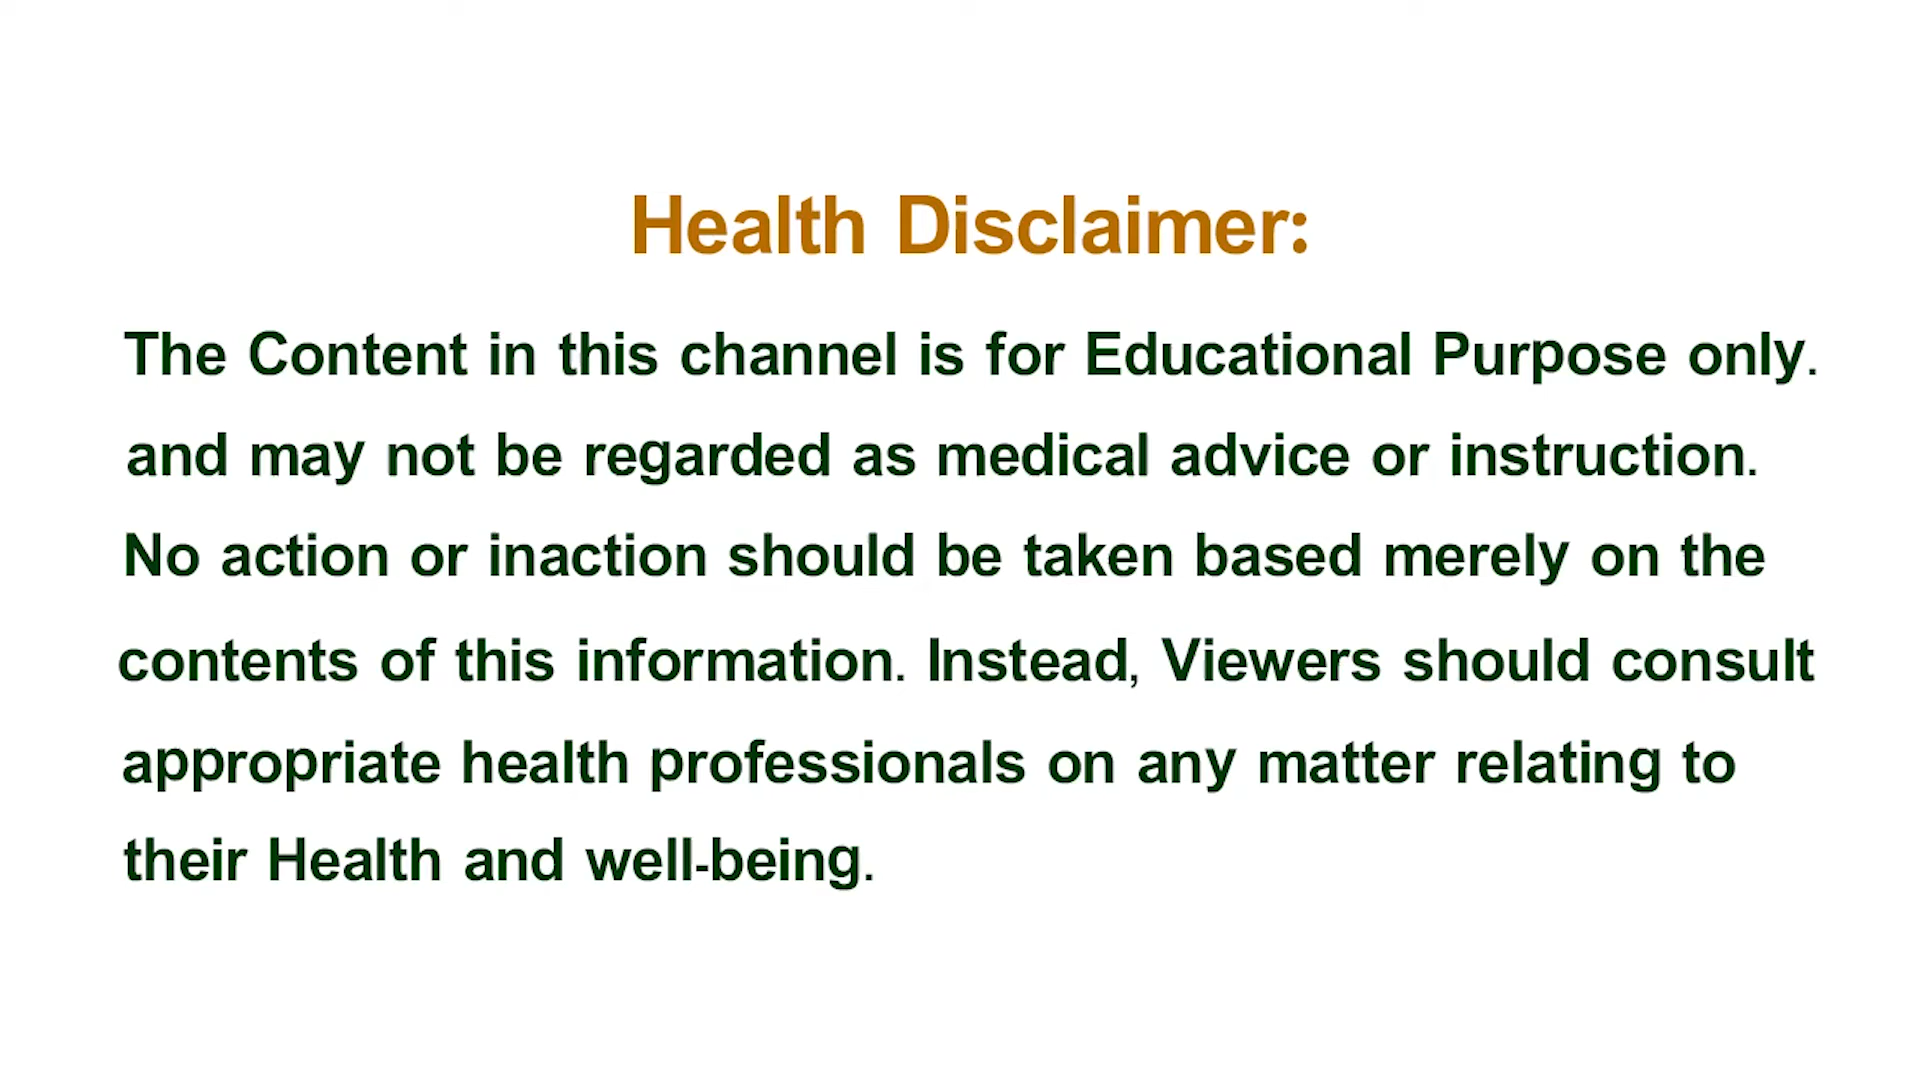 Health Disclaimer:
The Content in this channel is for Educational Purpose only.
and may not be regarded as medical advice or instruction.
No action or inaction should be taken based merely on the
contents of this information. Instead, Viewers should consult
appropriate health professionals on any matter relating to
their Health and well-being.